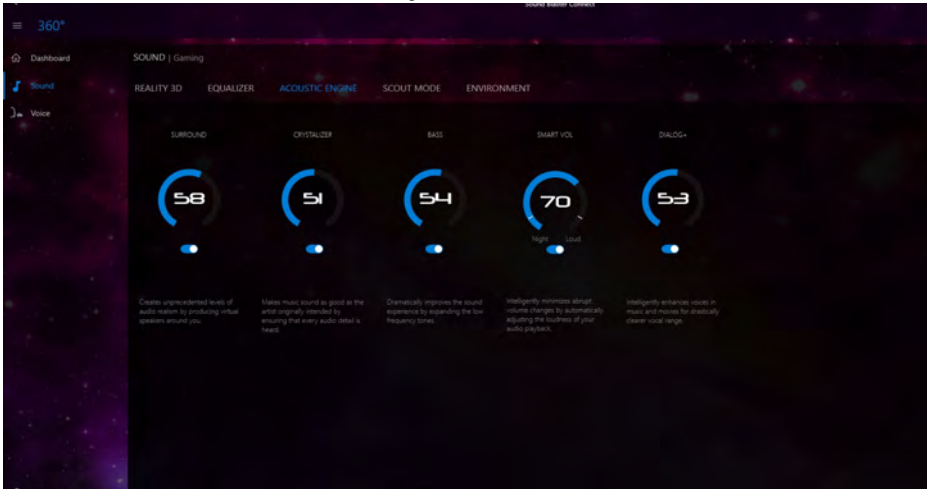 Sound Blaster Connect
360°
Dashboard
Sound
Voice
SOUND | Gaming
REALITY 3D EQUALIZER ACOUSTIC ENGINE SCOUT MODE ENVIRONMENT
SURROUND CRYSTALIZER BASS SMART VOL DIALOG+
58 51 54 70 53
Night Loud
Creates unprecedented levels of
audio realism by producing virtual
speakers around you.
Makes music sound as good as the
artist originally intended by
ensuring that every audio detail is
heard.
Dramatically improves the sound
experience by expanding the low
frequency tones.
Intelligently minimizes abrupt
volume changes by automatically
adjusting the loudness of your
audio playback.
Intelligently enhances voices in
music and movies for drastically
clearer vocal range.